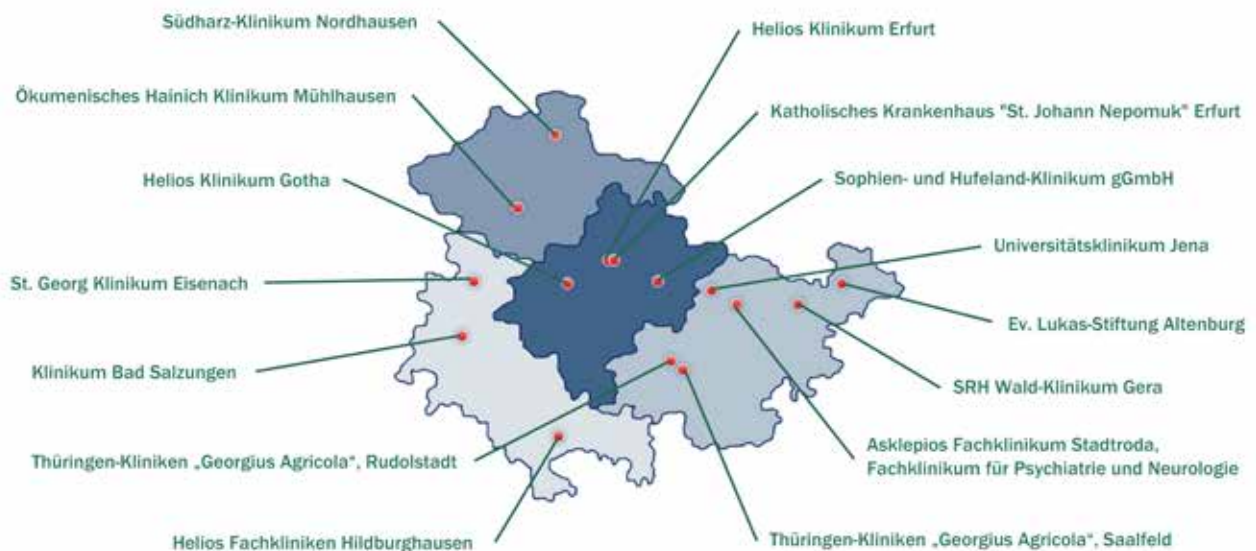 Südharz-Klinikum Nordhausen
Helios Klinikum Erfurt
Ökumenisches Hainich Klinikum Mühlhausen
Katholisches Krankenhaus "St. Johann Nepomuk" Erfurt
Helios Klinikum Gotha
Sophien- und Hufeland-Klinikum gGmbH
Universitätsklinikum Jena
St. Georg Klinikum Eisenach
Ev. Lukas-Stiftung Altenburg
Klinikum Bad Salzungen
SRH Wald-Klinikum Gera
Asklepios Fachklinikum Stadtroda,
Fachklinikum für Psychiatrie und Neurologie
Thüringen-Kliniken „Georgius Agricola“, Rudolstadt
Helios Fachkliniken Hildburghausen
Thüringen-Kliniken „Georgius Agricola“, Saalfeld